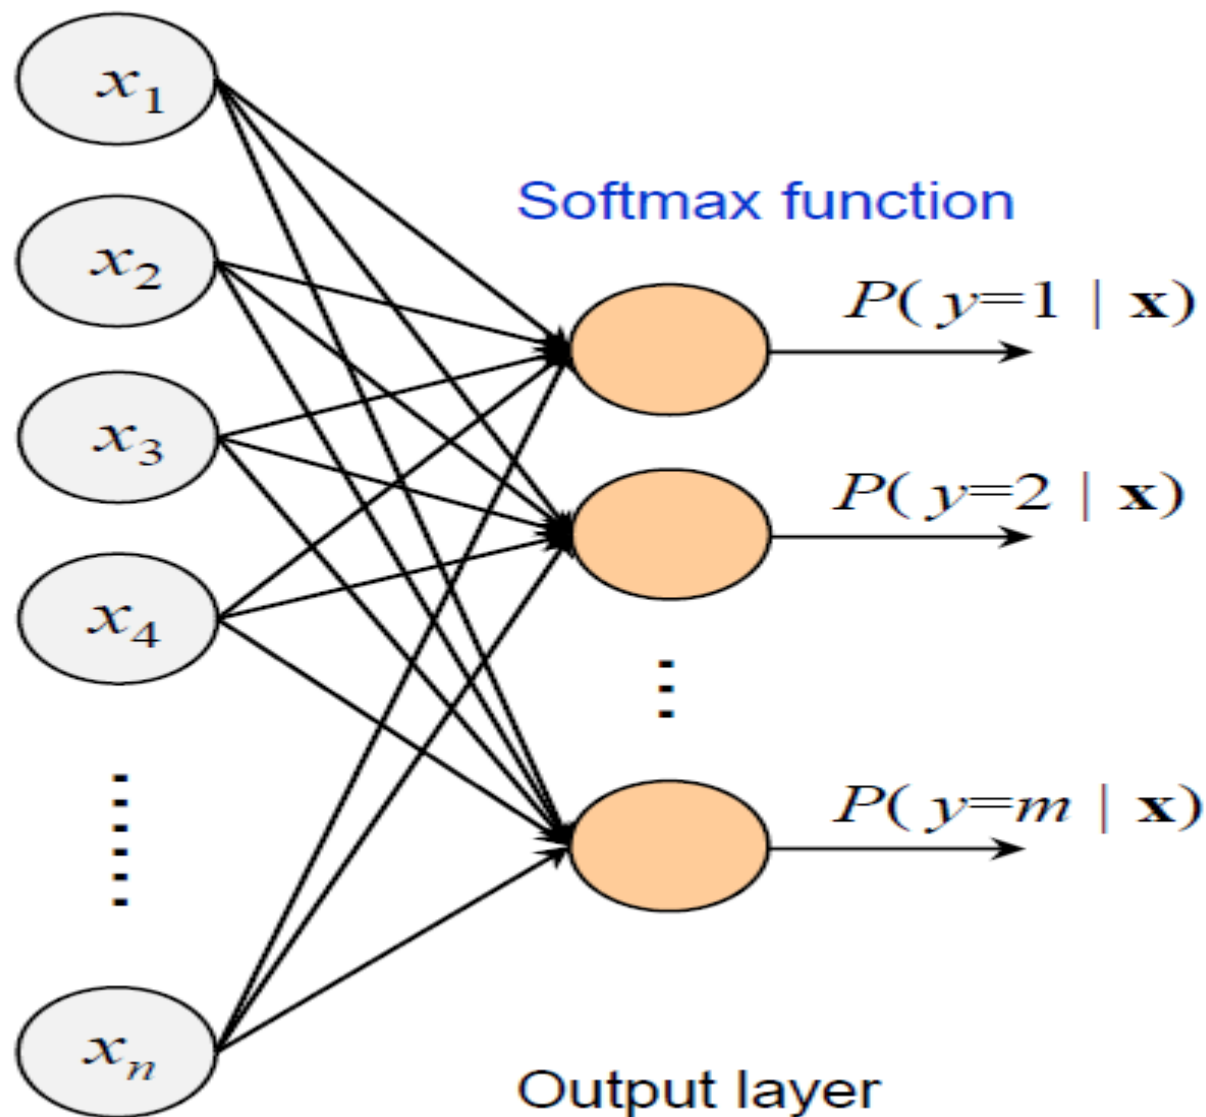 x₁
x₂
x₃
x₄
xₙ
Softmax function
P( y=1 | x)
P( y=2 | x)
P( y=m | x)
Output layer